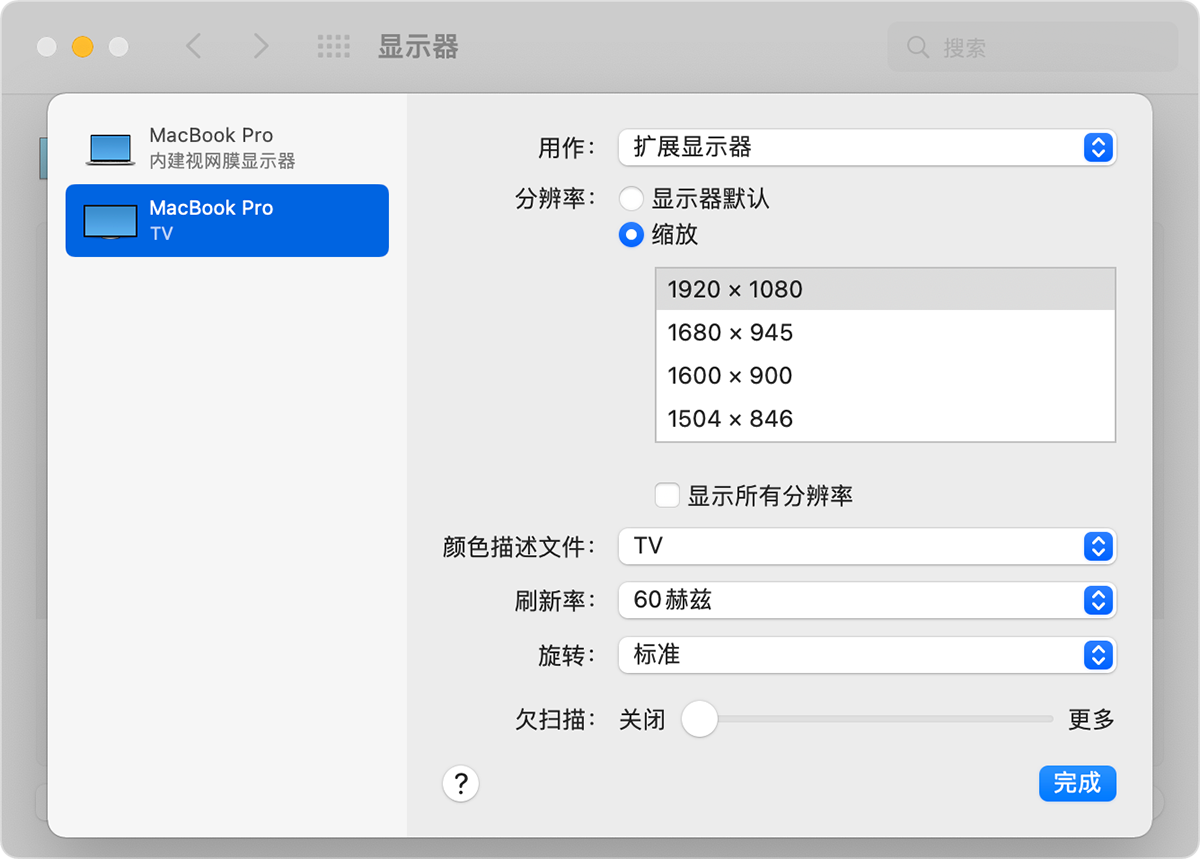 显示器
搜索
MacBook Pro
内建视网膜显示器
MacBook Pro
TV
用作： 扩展显示器
分辨率： 显示器默认
缩放
1920 × 1080
1680 × 945
1600 × 900
1504 × 846
显示所有分辨率
颜色描述文件： TV
刷新率： 60赫兹
旋转： 标准
欠扫描： 关闭 更多
?
完成